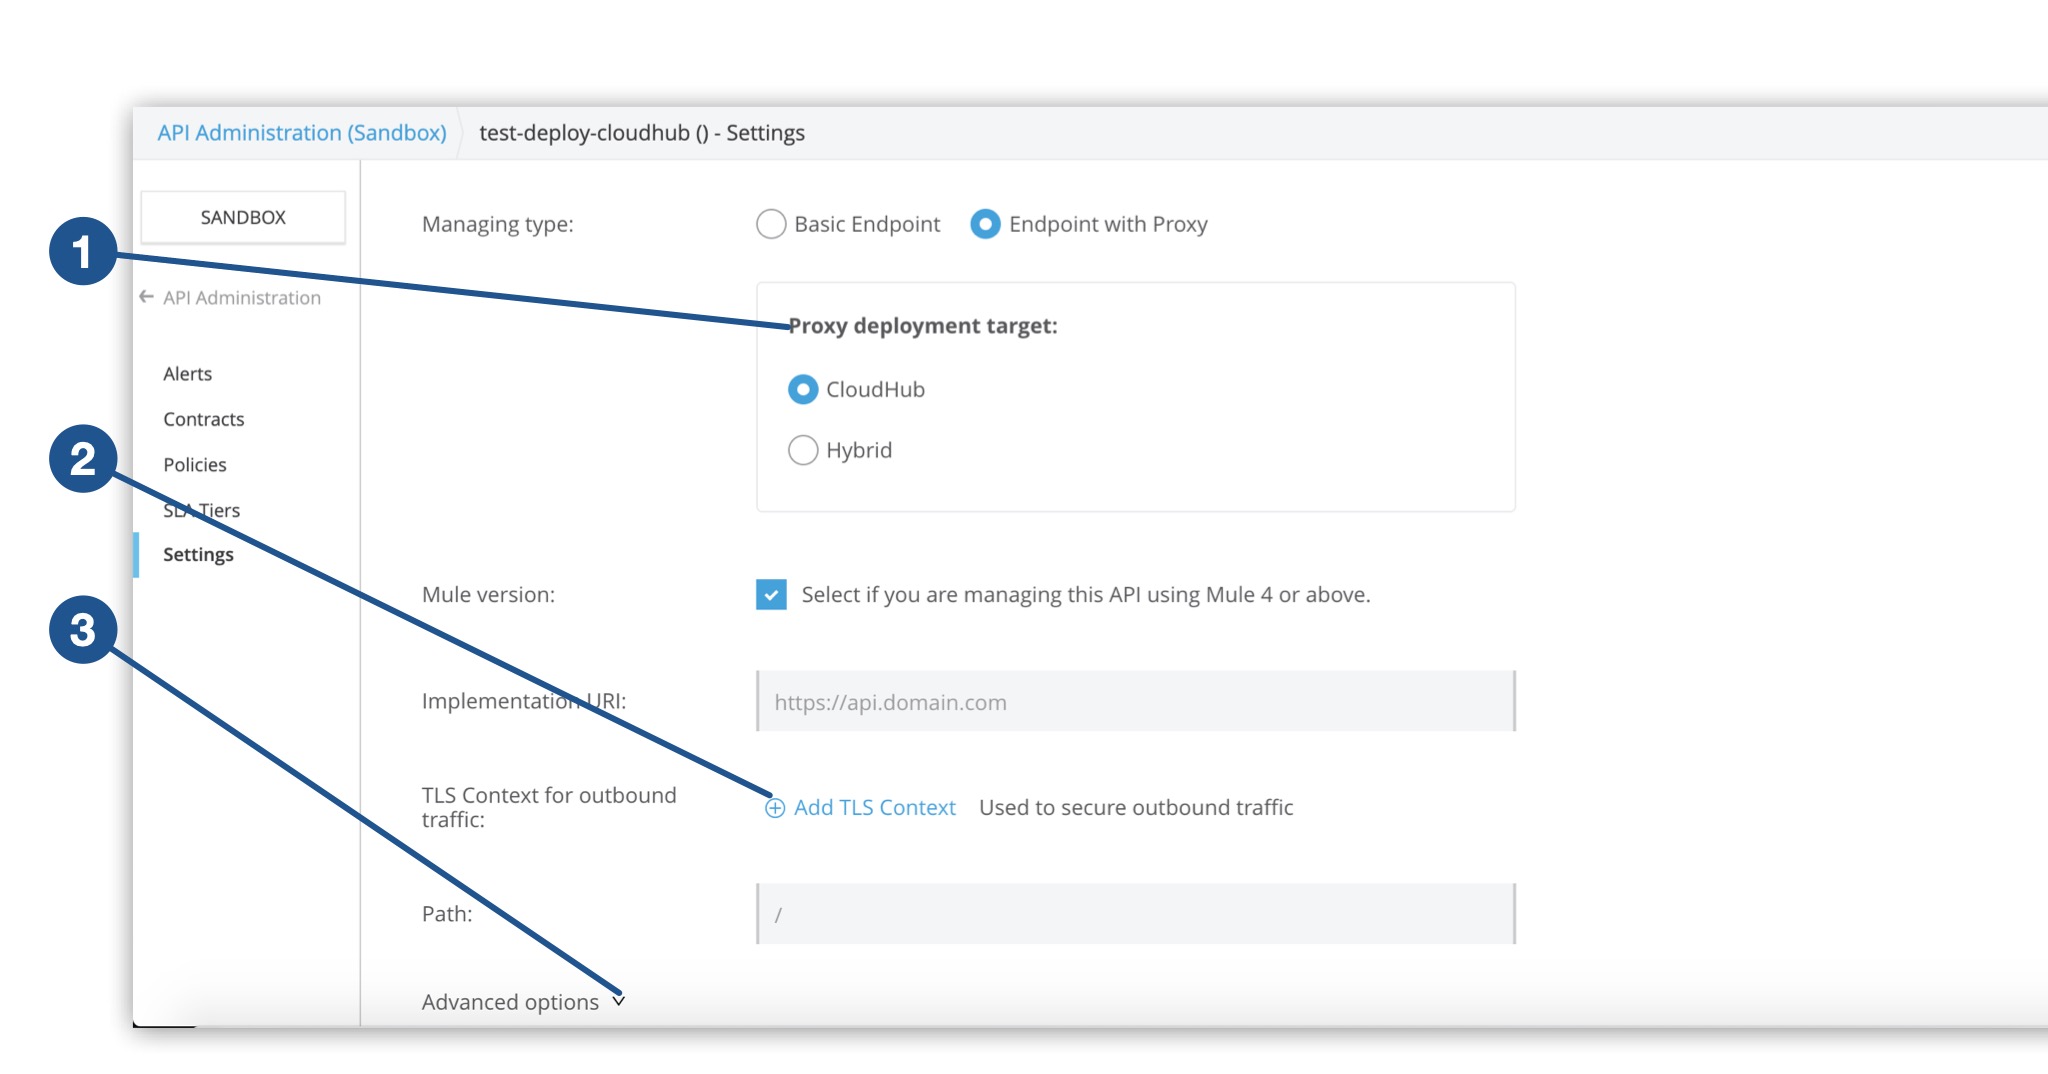 API Administration (Sandbox) test-deploy-cloudhub () - Settings
SANDBOX
API Administration
Alerts
Contracts
Policies
SLA Tiers
Settings
1
2
3
Managing type: Basic Endpoint Endpoint with Proxy
Proxy deployment target:
CloudHub
Hybrid
Mule version: Select if you are managing this API using Mule 4 or above.
Implementation URI: https://api.domain.com
TLS Context for outbound
traffic:
Add TLS Context Used to secure outbound traffic
Path: /
Advanced options